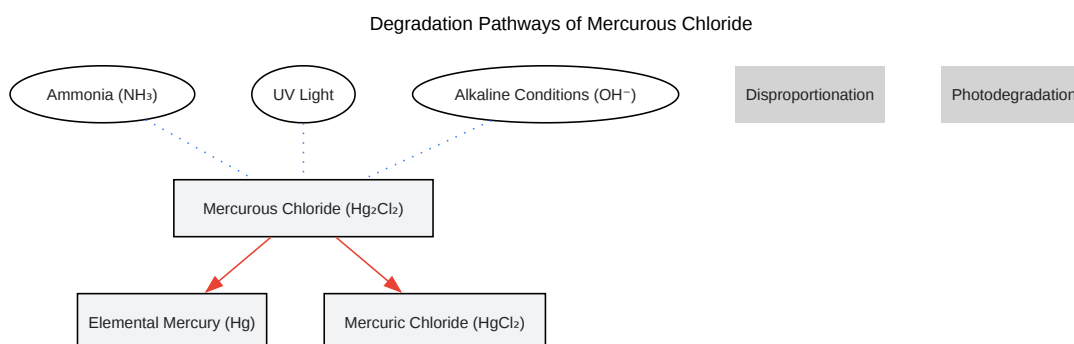 Degradation Pathways of Mercurous Chloride
Ammonia (NH₃)
UV Light
Alkaline Conditions (OH⁻)
Disproportionation
Photodegradation
Mercurous Chloride (Hg₂Cl₂)
Elemental Mercury (Hg)
Mercuric Chloride (HgCl₂)